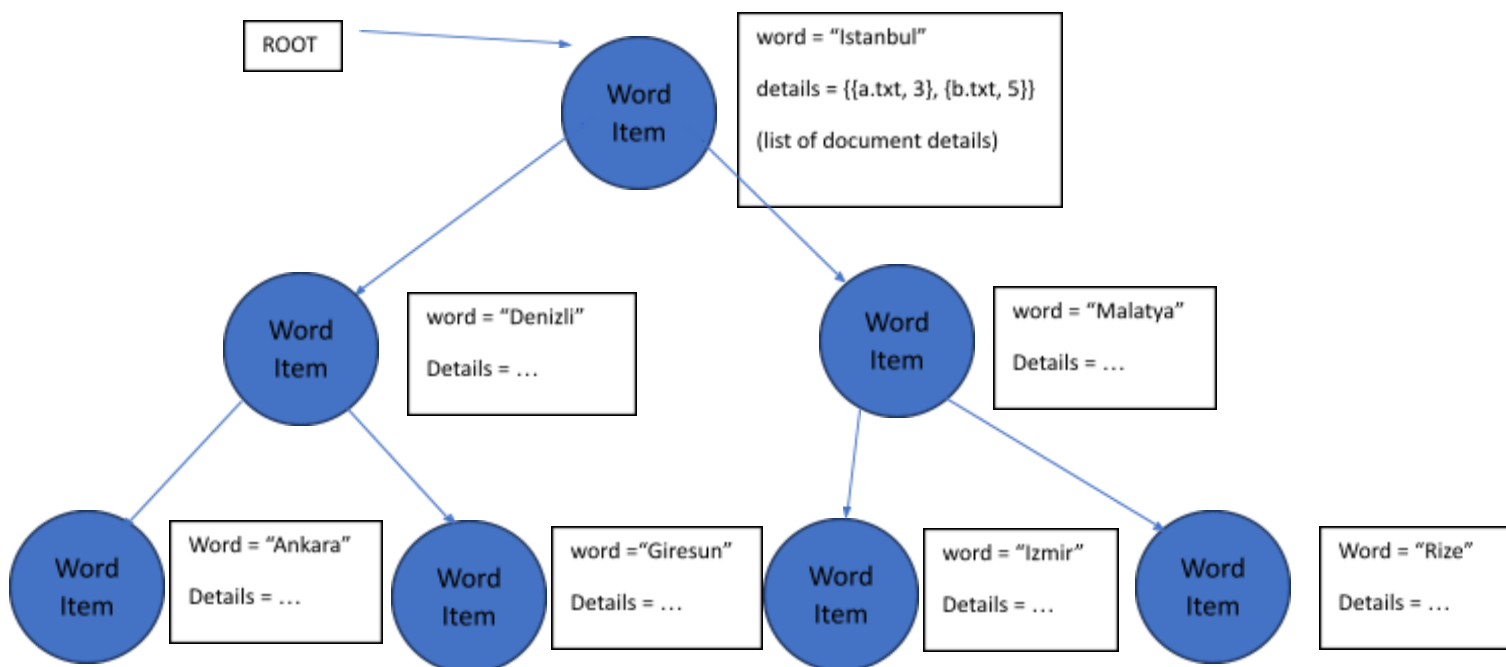 ROOT
Word
Item
word = “Istanbul”
details = {{a.txt, 3}, {b.txt, 5}}
(list of document details)
Word
Item
word = “Denizli”
Details = …
Word
Item
word = “Malatya”
Details = …
Word
Item
Word = “Ankara”
Details = …
Word
Item
word =“Giresun”
Details = …
Word
Item
word = “Izmir”
Details = …
Word
Item
Word = “Rize”
Details = …